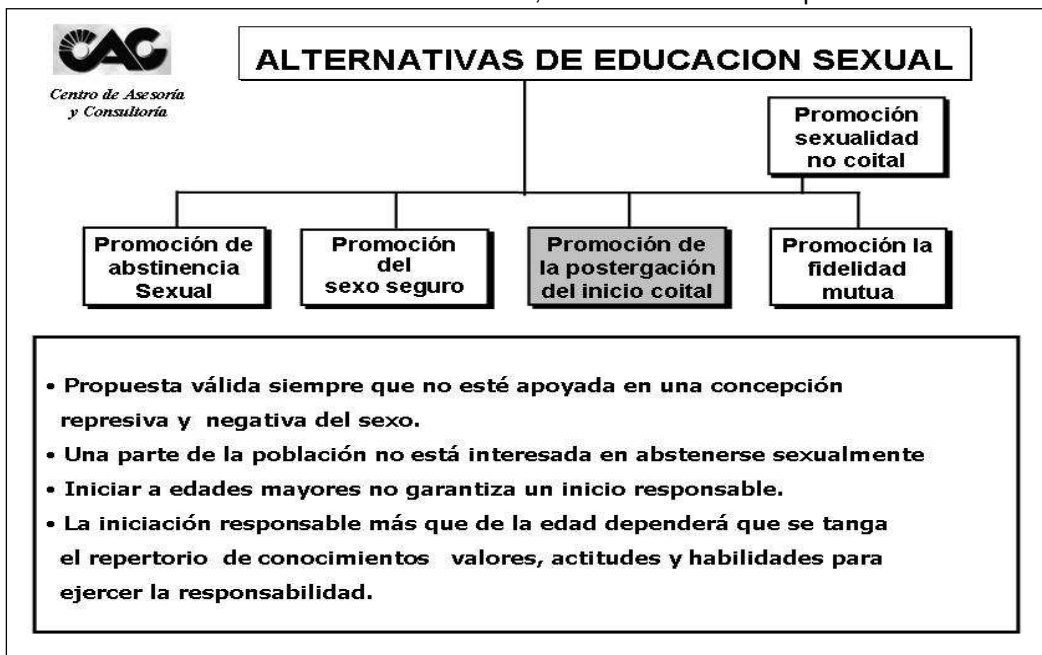 CAC
Centro de Asesoría
y Consultoría
ALTERNATIVAS DE EDUCACION SEXUAL
Promoción
sexualidad
no coital
Promoción de
abstinencia
Sexual
Promoción
del
sexo seguro
Promoción de
la postergación
del inicio coital
Promoción la
fidelidad
mutua
• Propuesta válida siempre que no esté apoyada en una concepción
represiva y negativa del sexo.
• Una parte de la población no está interesada en abstenerse sexualmente
• Iniciar a edades mayores no garantiza un inicio responsable.
• La iniciación responsable más que de la edad dependerá que se tanga
el repertorio de conocimientos valores, actitudes y habilidades para
ejercer la responsabilidad.